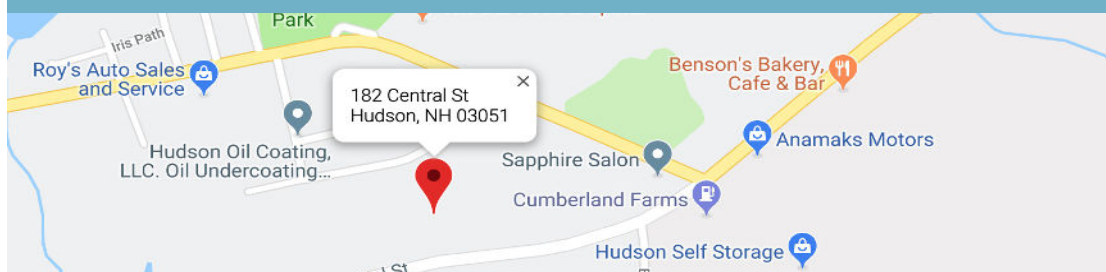 Park
Iris Path
Roy's Auto Sales
and Service
182 Central St
Hudson, NH 03051
Benson's Bakery,
Cafe & Bar
Hudson Oil Coating,
LLC. Oil Undercoating...
Sapphire Salon
Anamaks Motors
Cumberland Farms
Hudson Self Storage
St